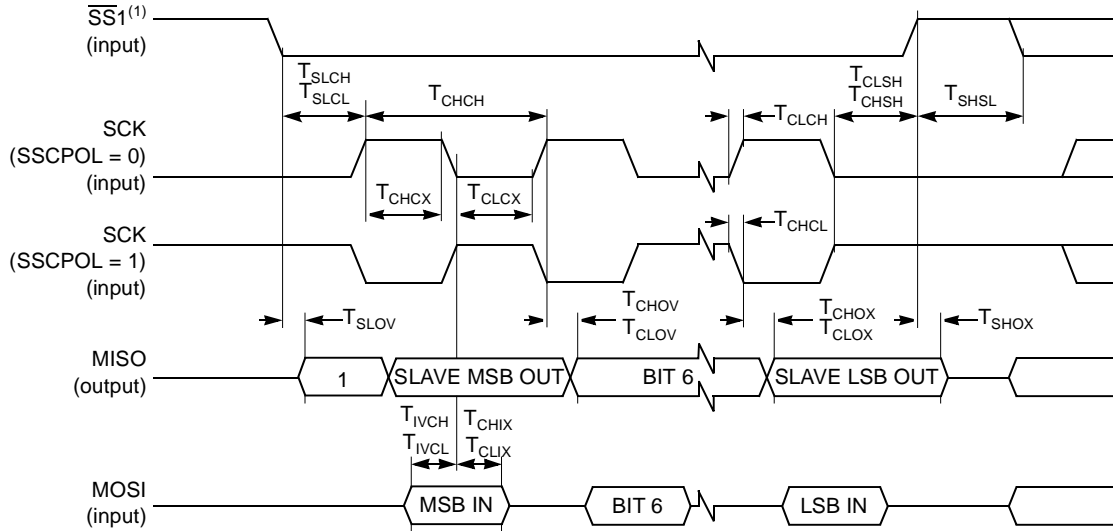 SS1(1)
(input)
TSLCH
TSLCL
TCHCH
TCLCH
TCLSH
TCHSH
TSHSL
SCK
(SSCPOL = 0)
(input)
TCHCX
TCLCX
TCHCL
SCK
(SSCPOL = 1)
(input)
TSLOV
TCHOV
TCLOV
TCHOX
TCLOX
TSHOX
MISO
(output)
1
SLAVE MSB OUT
BIT 6
SLAVE LSB OUT
TIVCH
TIVCL
TCHIX
TCLIX
MOSI
(input)
MSB IN
BIT 6
LSB IN